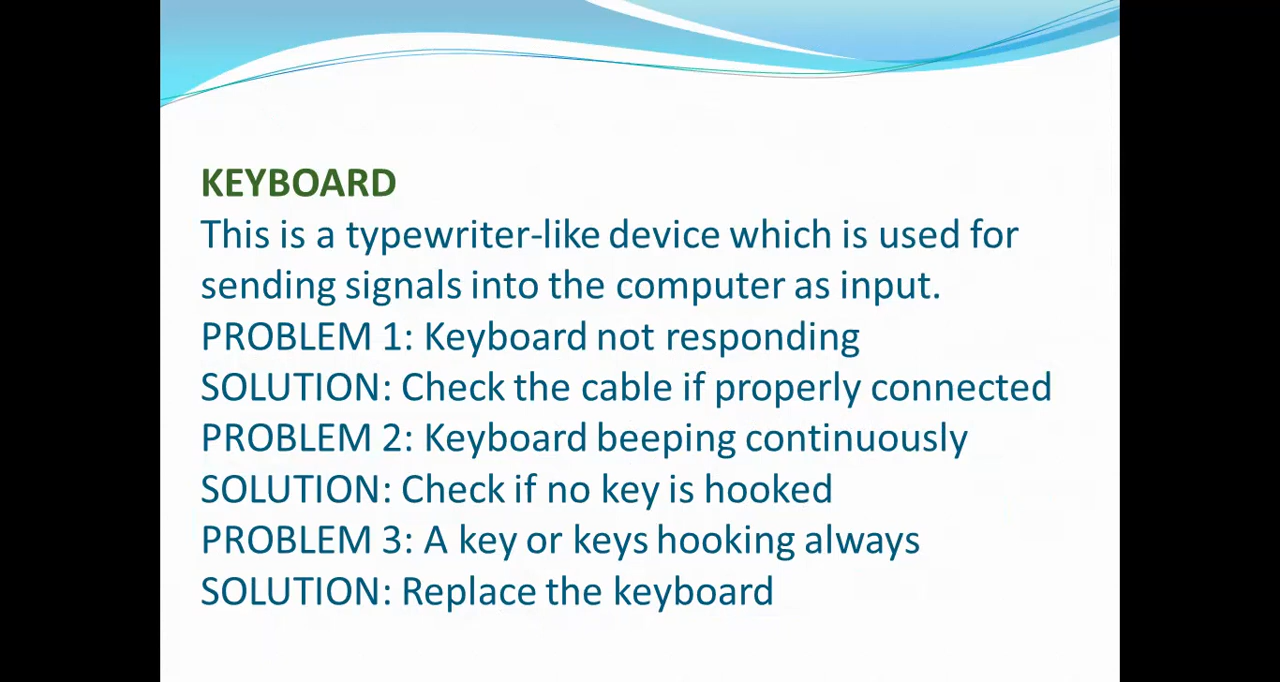 KEYBOARD
This is a typewriter-like device which is used for
sending signals into the computer as input.
PROBLEM 1: Keyboard not responding
SOLUTION: Check the cable if properly connected
PROBLEM 2: Keyboard beeping continuously
SOLUTION: Check if no key is hooked
PROBLEM 3: A key or keys hooking always
SOLUTION: Replace the keyboard